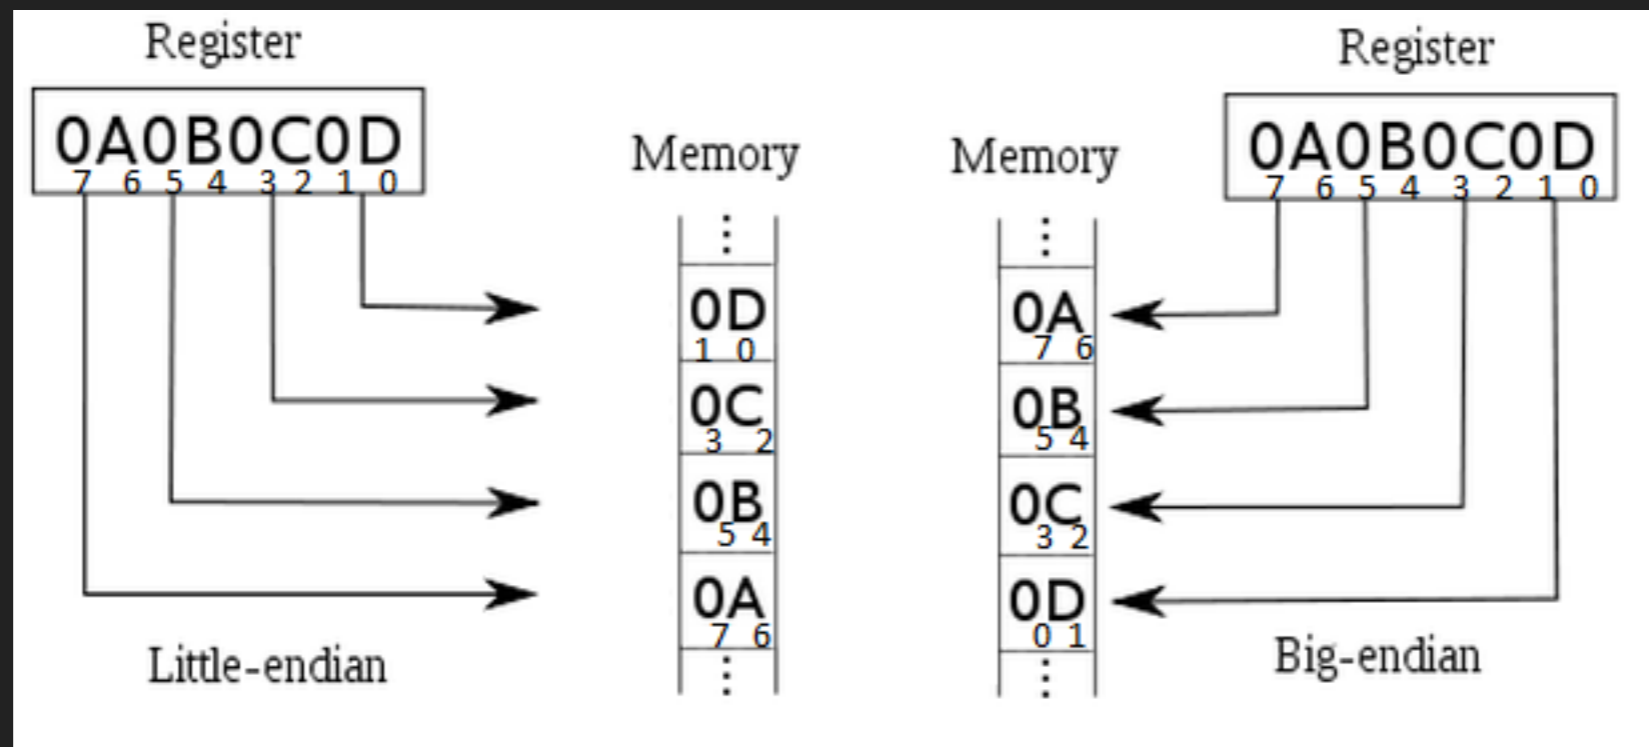 Register
0A0B0C0D
7 6 5 4 3 2 1 0
Memory
0D
1 0
0C
3 2
0B
5 4
0A
7 6
Little-endian
Register
0A0B0C0D
7 6 5 4 3 2 1 0
Memory
0A
7 6
0B
5 4
0C
3 2
0D
0 1
Big-endian